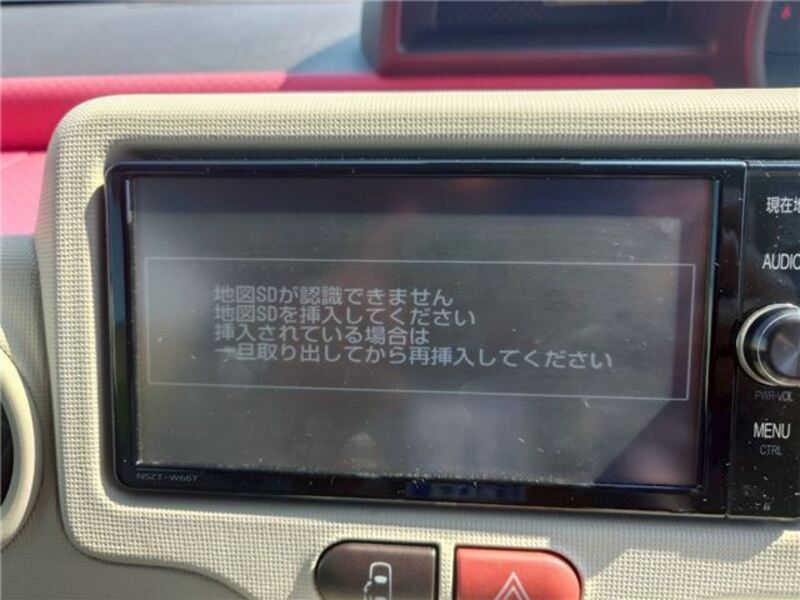 地図SDが認識できません
地図SDを挿入してください
挿入されている場合は
一旦取り出してから再挿入してください
現在地
AUDIO
PWR-VOL
MENU
CTRL
NSZT-W66T